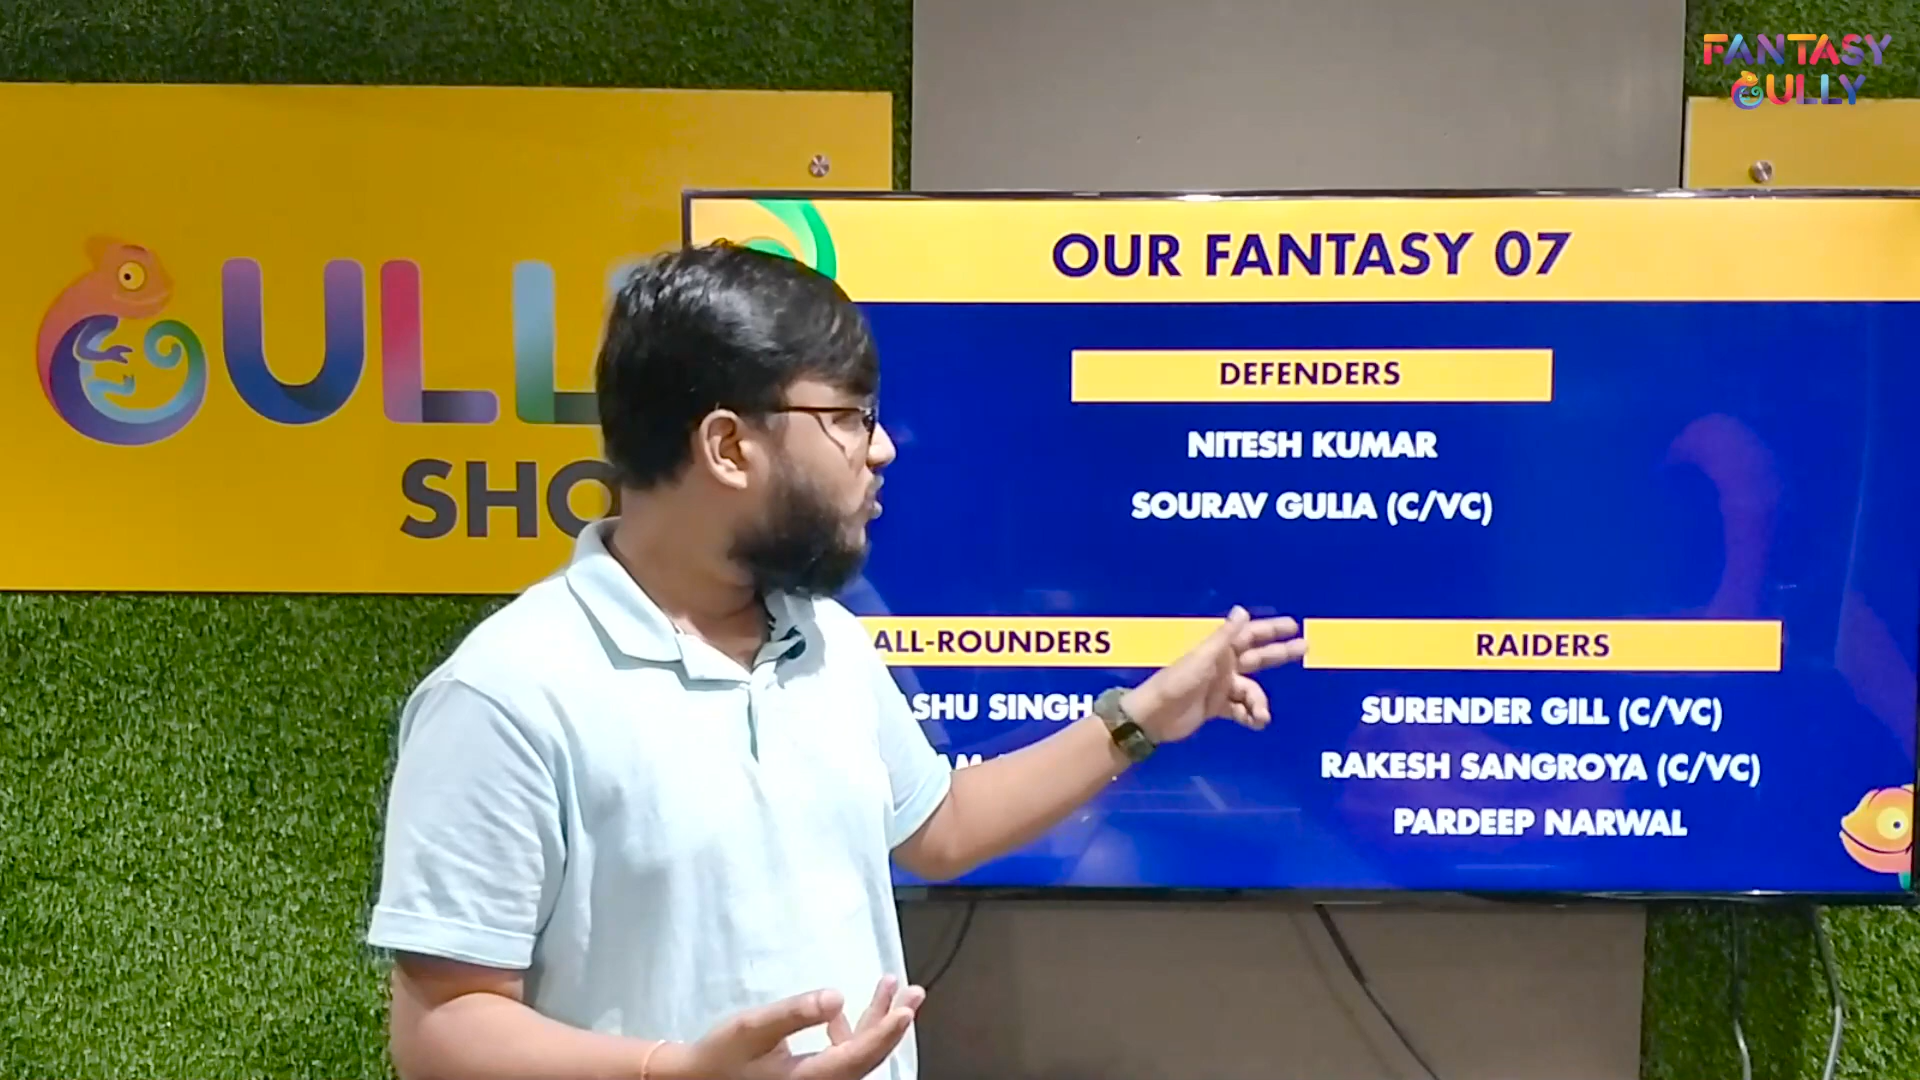 FANTASY
GULLY
GULL
SHO
OUR FANTASY 07
DEFENDERS
NITESH KUMAR
SOURAV GULIA (C/VC)
ALL-ROUNDERS
SHU SINGH
AM
RAIDERS
SURENDER GILL (C/VC)
RAKESH SANGROYA (C/VC)
PARDEEP NARWAL